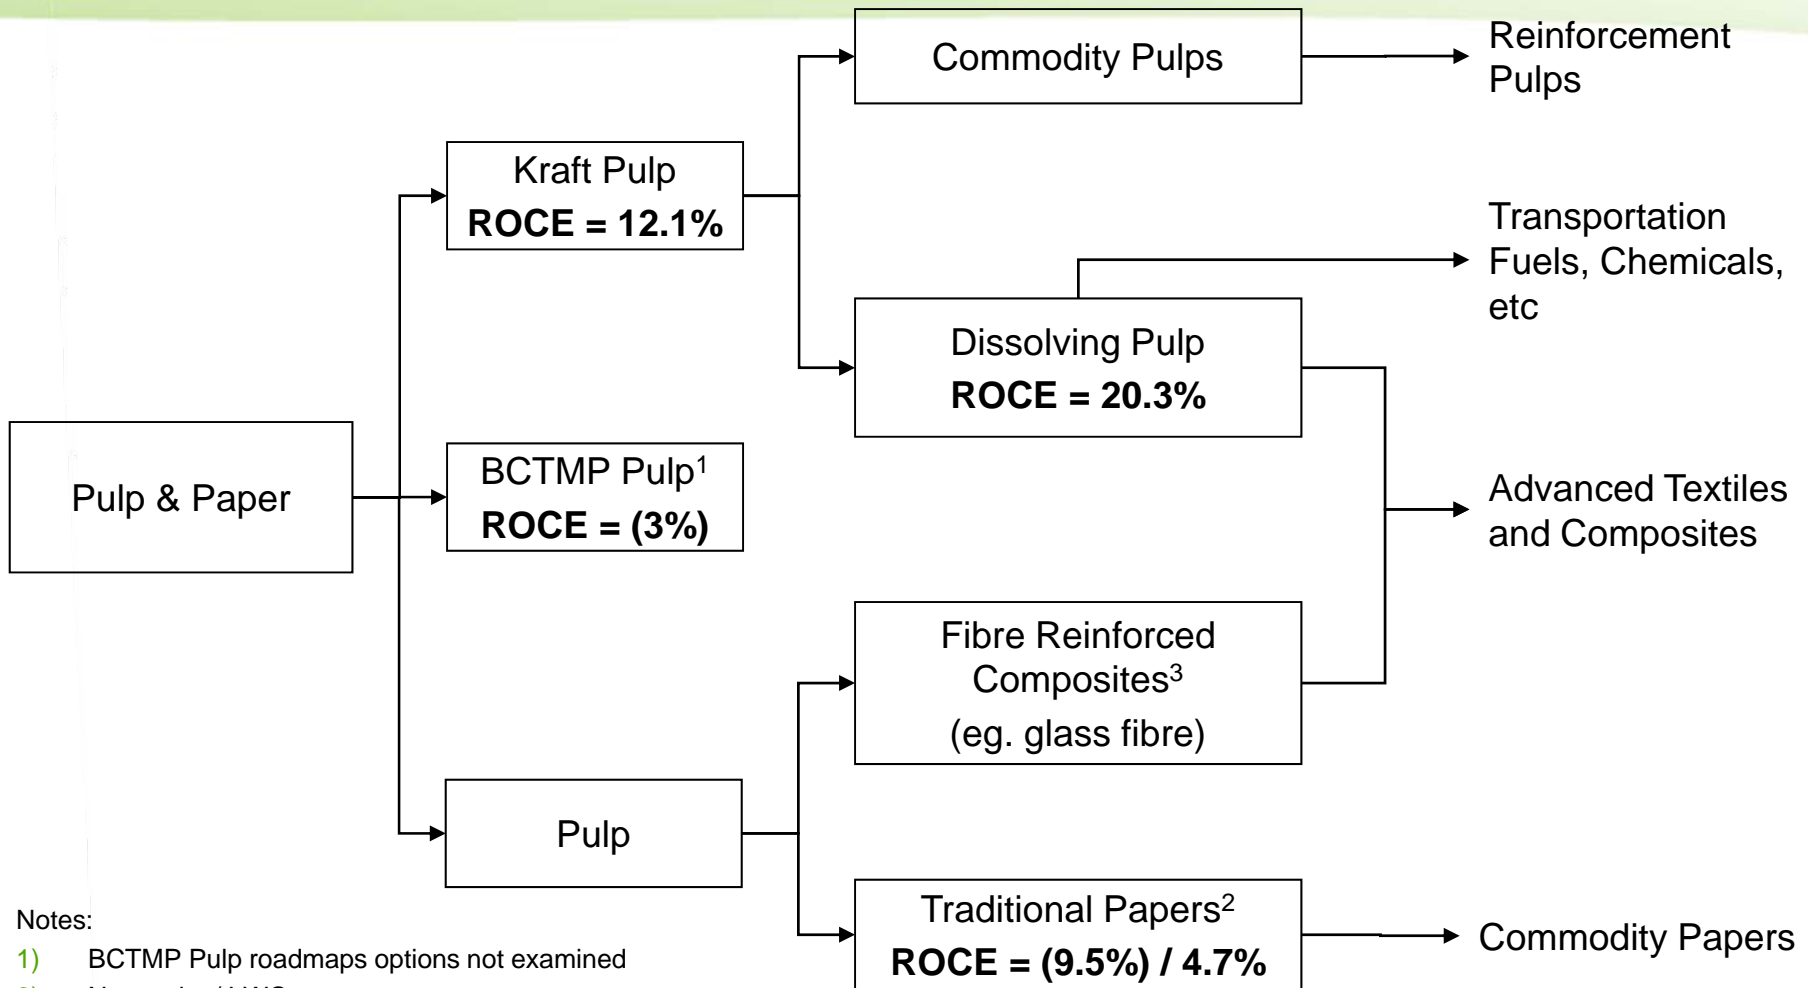 Commodity Pulps
Reinforcement
Pulps
Kraft Pulp
ROCE = 12.1%
Transportation
Fuels, Chemicals,
etc
Dissolving Pulp
ROCE = 20.3%
Pulp & Paper
BCTMP Pulp¹
ROCE = (3%)
Advanced Textiles
and Composites
Fibre Reinforced
Composites³
(eg. glass fibre)
Pulp
Traditional Papers²
ROCE = (9.5%) / 4.7%
Commodity Papers
Notes:
1) BCTMP Pulp roadmaps options not examined